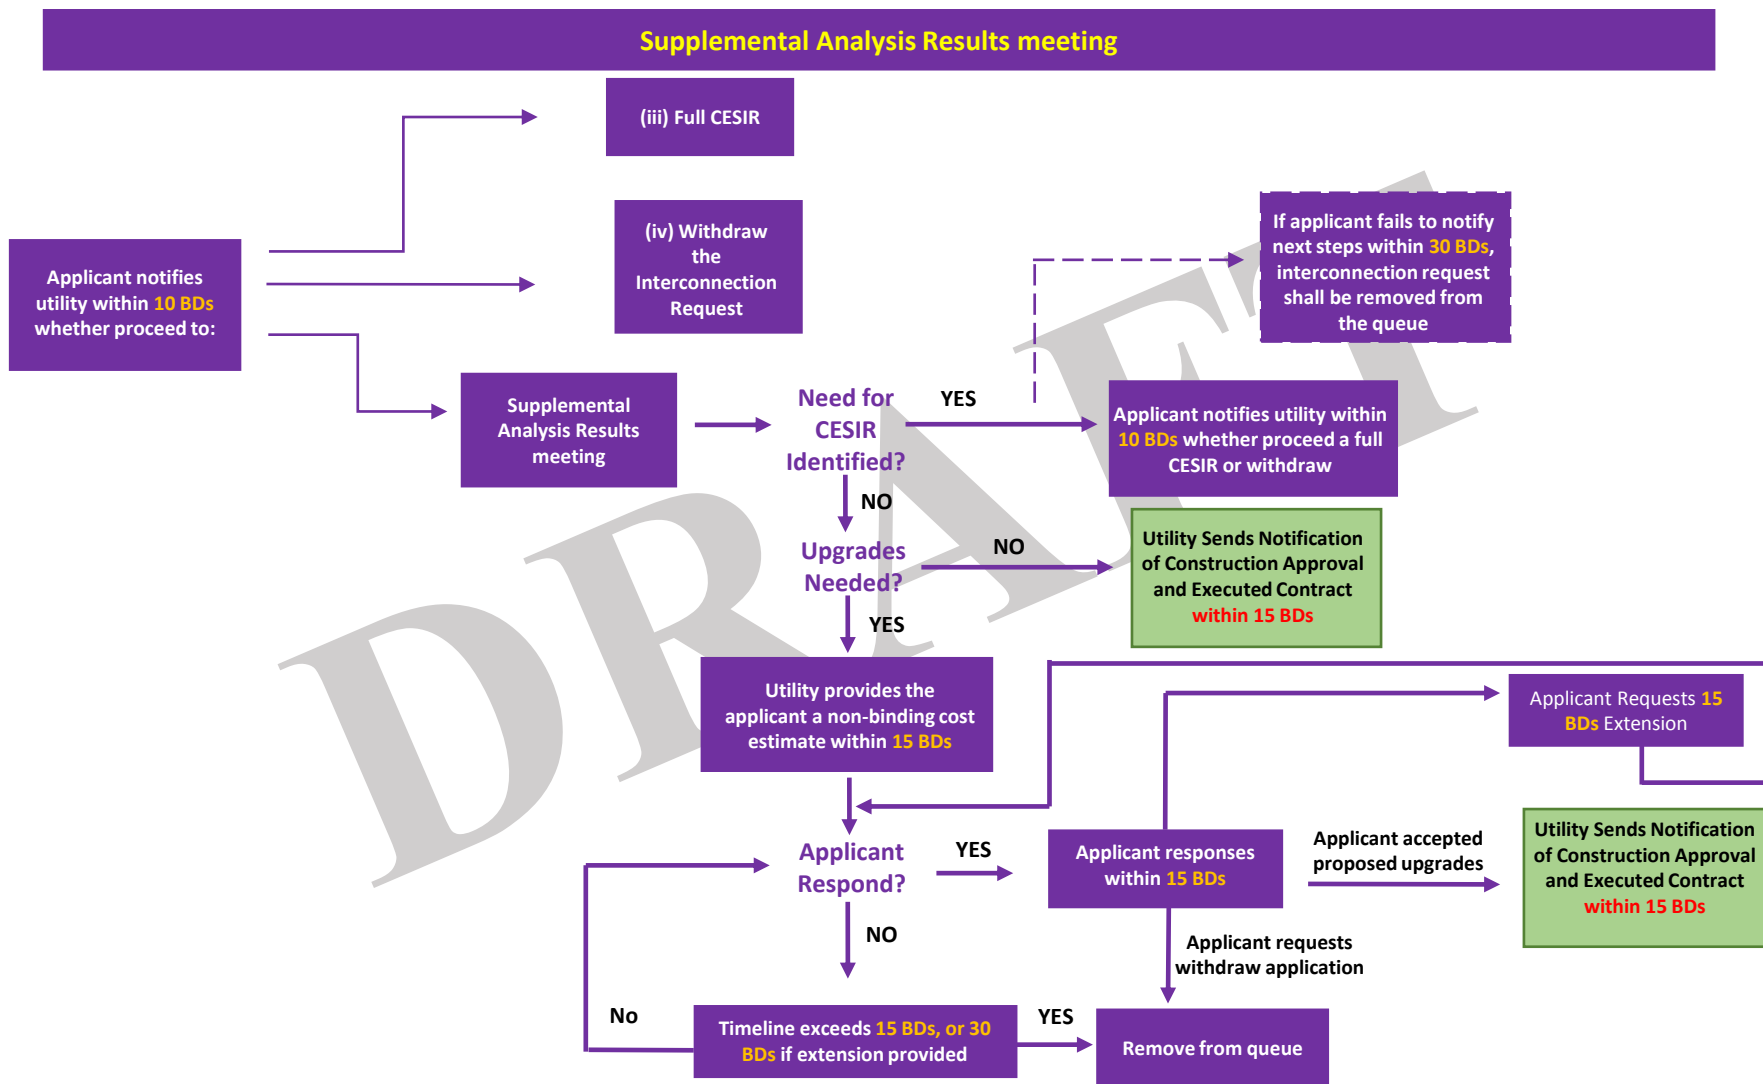 Supplemental Analysis Results meeting
(iii) Full CESIR
(iv) Withdraw
the
Interconnection
Request
If applicant fails to notify
next steps within 30 BDs,
interconnection request
shall be removed from
the queue
Applicant notifies
utility within 10 BDs
whether proceed to:
Supplemental
Analysis Results
meeting
Need for
CESIR
Identified?
YES
Applicant notifies utility within
10 BDs whether proceed a full
CESIR or withdraw
NO
Upgrades
Needed?
NO
Utility Sends Notification
of Construction Approval
and Executed Contract
within 15 BDs
YES
Utility provides the
applicant a non-binding cost
estimate within 15 BDs
Applicant Requests 15
BDs Extension
Applicant
Respond?
YES
Applicant responses
within 15 BDs
Applicant accepted
proposed upgrades
Utility Sends Notification
of Construction Approval
and Executed Contract
within 15 BDs
NO
Applicant requests
withdraw application
No
Timeline exceeds 15 BDs, or 30
BDs if extension provided
YES
Remove from queue
DRAFT